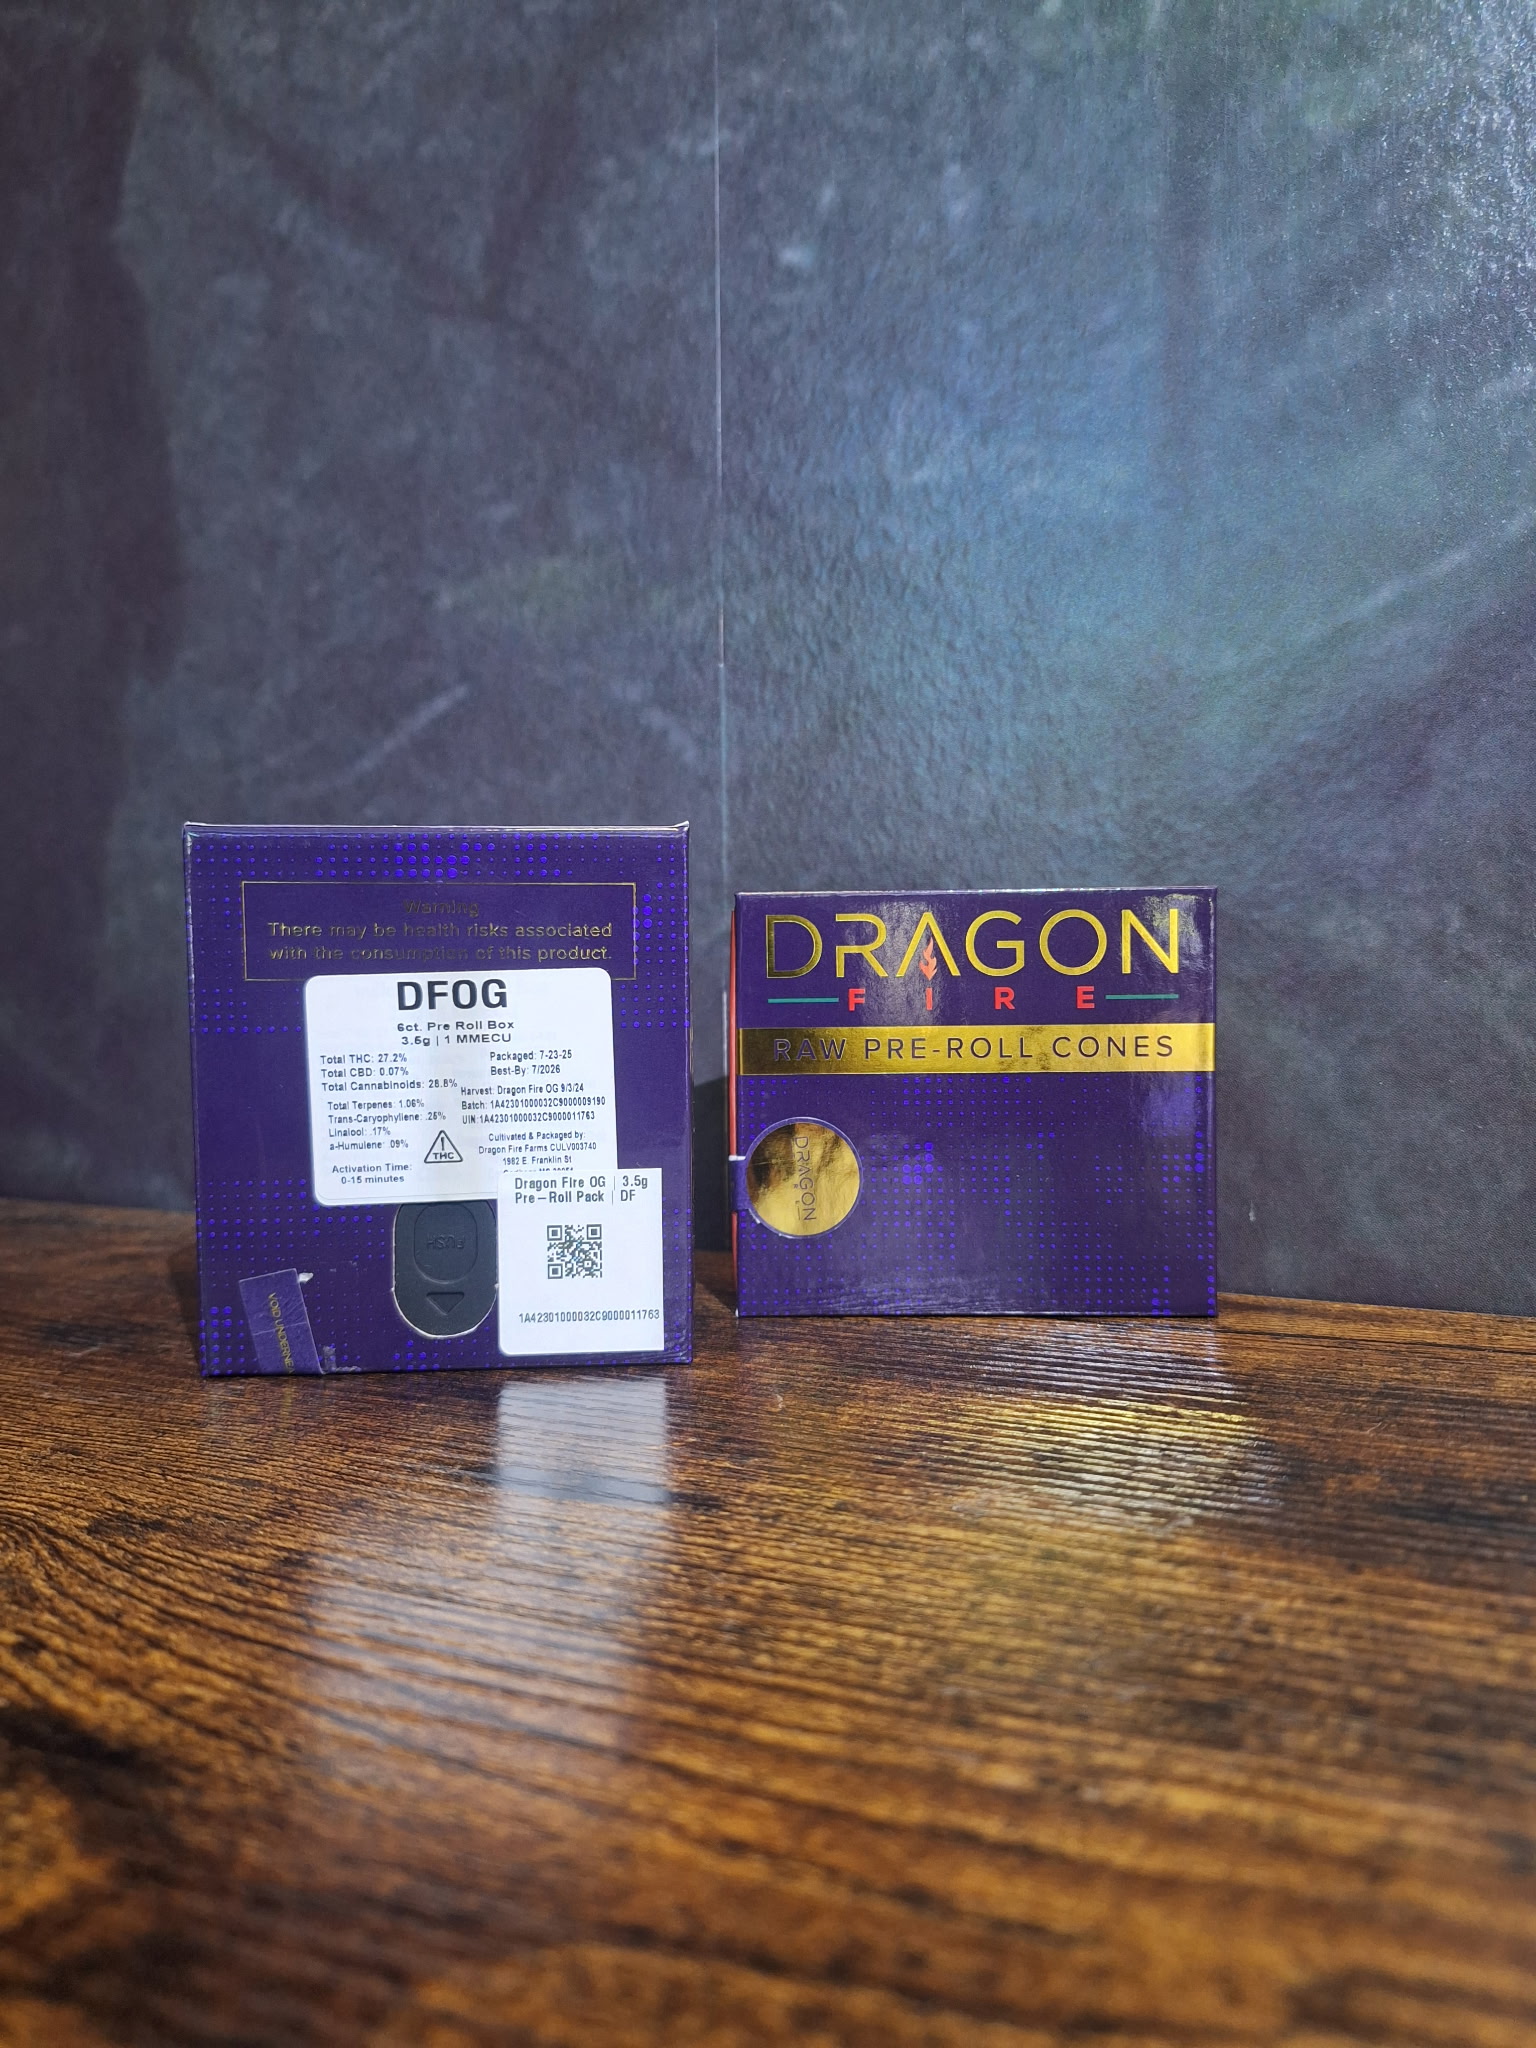 Warning
There may be health risks associated
with the consumption of this product.
DFOG
6ct. Pre Roll Box
3.5g | 1 MMECU
Total THC: 27.2%
Total CBD: 0.07%
Total Cannabinoids: 28.8%
Total Terpenes: 1.06%
Trans-Caryophyllene: .25%
Linalool: .17%
a-Humulene: .09%
Activation Time:
0-15 minutes
THC
Packaged: 7-23-25
Best-By: 7/2026
Harvest: Dragon Fire OG 9/3/24
Batch: 1A42301000032C9000009190
UIN:1A42301000032C9000011763
Cultivated & Packaged by:
Dragon Fire Farms CULV003740
1982 E. Franklin St
PUSH
Dragon Fire OG | 3.5g
Pre-Roll Pack | DF
1A42301000032C9000011763
VOID
DRAGON
FIRE
RAW PRE-ROLL CONES
DRAGON